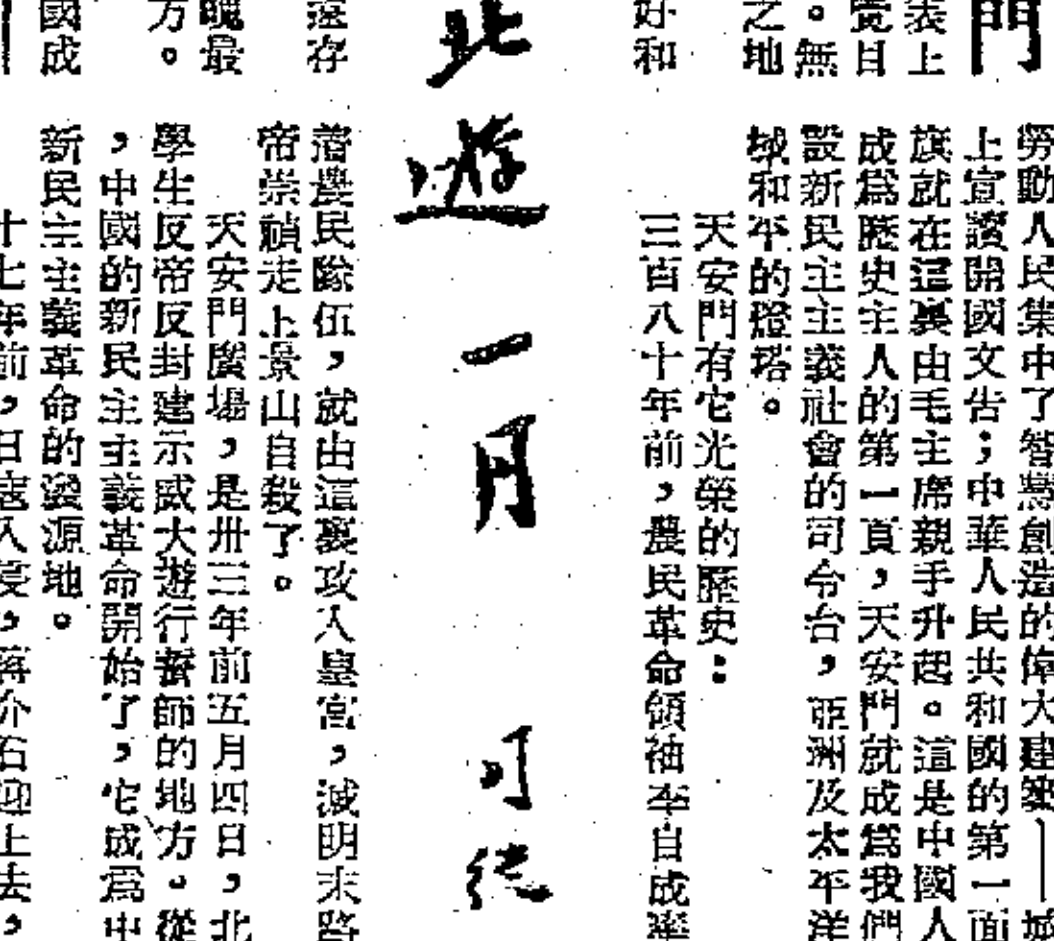 門
表上
覺目
。無
之地
好和
存
晚最
方。
國成
北遊一月
勞動人民集中了智慧創造的偉大建築——城
上宣讀開國文告;中華人民共和國的第一面
旗就在這裏由毛主席親手升起。這是中國人
成爲歷史主人的第一頁,天安門就成爲我們
設新民主主義社會的司令台,亞洲及太平洋
域和平的燈塔。
天安門有它光榮的歷史:
三百八十年前,農民革命領袖李自成率
著農民隊伍,就由這裏攻入皇宮,滅明末路
帝崇禎走上景山自殺了。
天安門廣場,是卅三年前五月四日,北
學生反帝反封建示威大遊行誓師的地方。從
,中國的新民主主義革命開始了,它成爲中
新民主主義革命的發源地。
十七年前,日寇入侵,蔣介石迎上去,